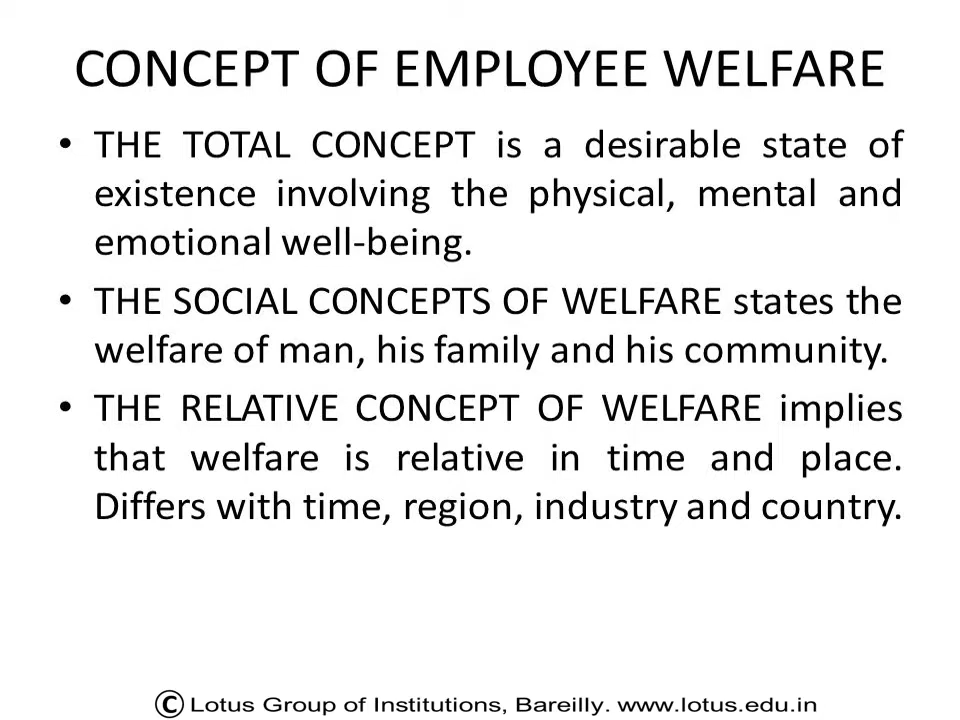 CONCEPT OF EMPLOYEE WELFARE
• THE TOTAL CONCEPT is a desirable state of
existence involving the physical, mental and
emotional well-being.
• THE SOCIAL CONCEPTS OF WELFARE states the
welfare of man, his family and his community.
• THE RELATIVE CONCEPT OF WELFARE implies
that welfare is relative in time and place.
Differs with time, region, industry and country.
© Lotus Group of Institutions, Bareilly. www.lotus.edu.in